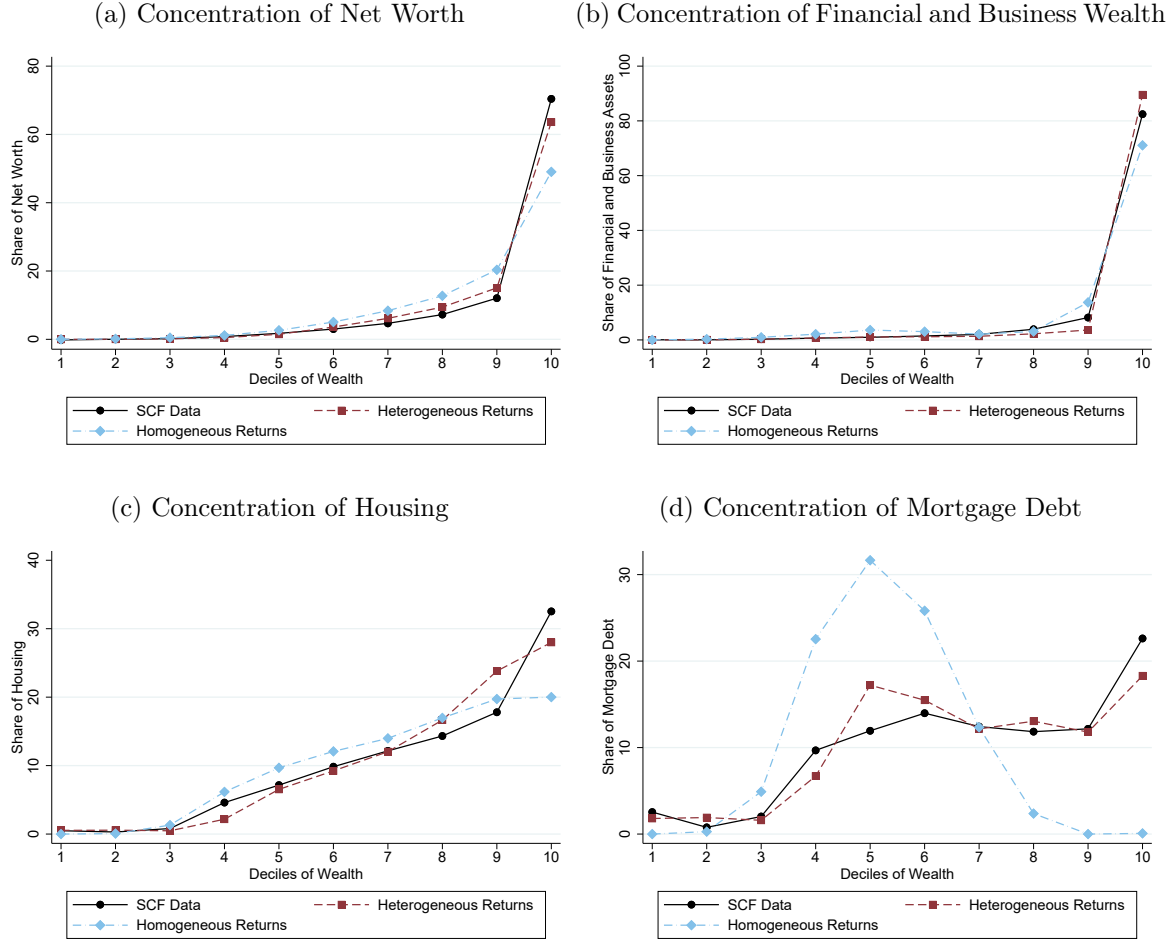 (a) Concentration of Net Worth
80
60
40
20
0
Share of Net Worth
1 2 3 4 5 6 7 8 9 10
Deciles of Wealth
SCF Data Heterogeneous Returns
Homogeneous Returns
(b) Concentration of Financial and Business Wealth
100
80
60
40
20
0
Share of Financial and Business Assets
1 2 3 4 5 6 7 8 9 10
Deciles of Wealth
SCF Data Heterogeneous Returns
Homogeneous Returns
(c) Concentration of Housing
40
30
20
10
0
Share of Housing
1 2 3 4 5 6 7 8 9 10
Deciles of Wealth
SCF Data Heterogeneous Returns
Homogeneous Returns
(d) Concentration of Mortgage Debt
30
20
10
0
Share of Mortgage Debt
1 2 3 4 5 6 7 8 9 10
Deciles of Wealth
SCF Data Heterogeneous Returns
Homogeneous Returns